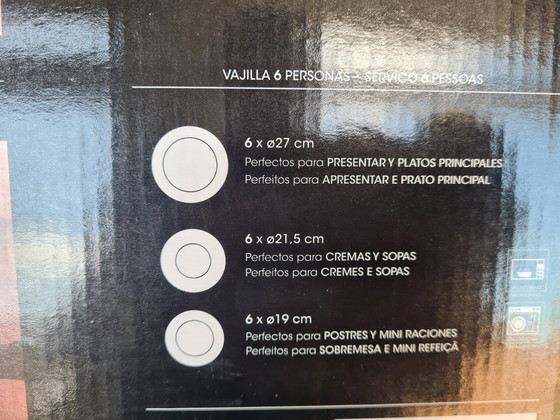 VAJILLA 6 PERSONAS - SERVIÇO 6 PESSOAS
6 x ø27 cm
Perfectos para PRESENTAR Y PLATOS PRINCIPALES
Perfeitos para APRESENTAR E PRATO PRINCIPAL
6 x ø21,5 cm
Perfectos para CREMAS Y SOPAS
Perfeitos para CREMES E SOPAS
6 x ø19 cm
Perfectos para POSTRES Y MINI RACIONES
Perfeitos para SOBREMESA E MINI REFEIÇÃ